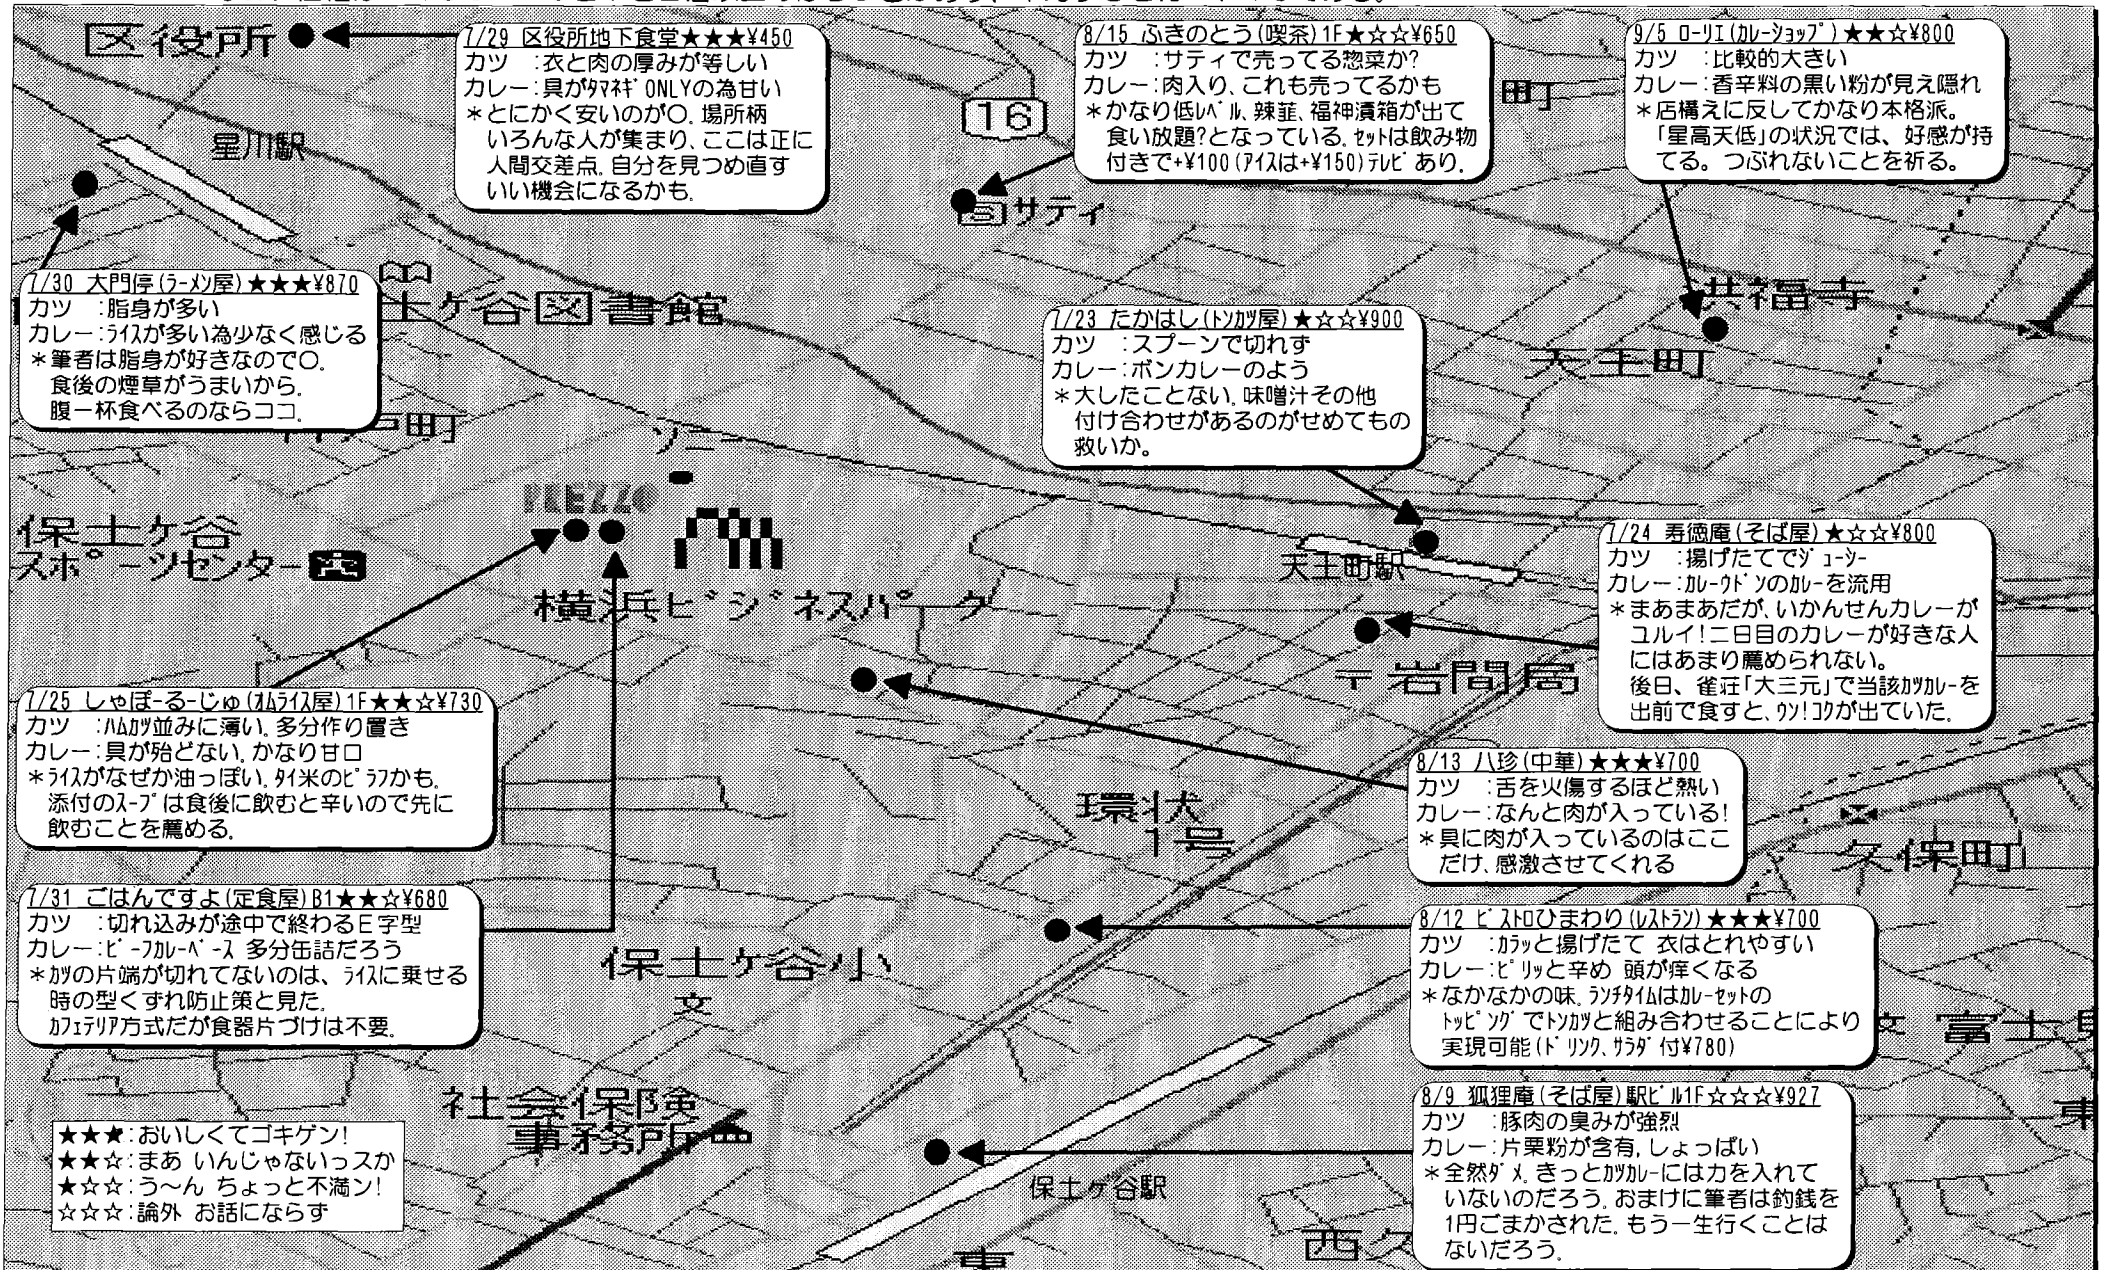 区役所
7/29 区役所地下食堂★★★¥450
カツ :衣と肉の厚みが等しい
カレー:具がタマネギONLYの為甘い
*とにかく安いのが○. 場所柄
いろんな人が集まり、ここは正に
人間交差点. 自分を見つめ直す
いい機会になるかも.
8/15 ふきのとう(喫茶)1F★☆☆¥650
カツ :サティで売ってる惣菜か?
カレー:肉入り、これも売ってるかも
*かなり低レベル、辣韮、福神漬箱が出て
食い放題?となっている. セットは飲み物
付きで+¥100(アイスは+¥150)テレビあり.
9/5 ローリエ(カレーショップ)★★☆¥800
カツ :比較的大きい
カレー:香辛料の黒い粉が見え隠れ
*店構えに反してかなり本格派。
「星高天低」の状況では、好感が持
てる。つぶれないことを祈る。
16
町
星川駅
サティ
7/30 大門停(ラーメン屋)★★★¥870
カツ :脂身が多い
カレー:ライスが多い為少なく感じる
*筆者は脂身が好きなので○.
食後の煙草がうまいから.
腹一杯食べるのならココ.
土ヶ谷図書館
7/23 たかはし(トンカツ屋)★☆☆¥900
カツ :スプーンで切れず
カレー:ボンカレーのよう
*大したことない. 味噌汁その他
付け合わせがあるのがせめてもの
救いか。
洪福寺
天王町
ソニー
PLEZZO
保土ヶ谷
スポーツセンター
横浜ビジネスパーク
天王町駅
7/24 寿徳庵(そば屋)★☆☆¥800
カツ :揚げたてでジューシー
カレー:カレーウドンのカレーを流用
*まあまあだが、いかんせんカレーが
ユルイ!二日目のカレーが好きな人
にはあまり薦められない。
後日、雀荘「大三元」で当該カツカレーを
出前で食すと、ウン!コクが出ていた.
〒岩間局
7/25 しゃぽーるーじゅ(オムライス屋)1F★★☆¥730
カツ :ハムカツ並みに薄い. 多分作り置き
カレー:具が殆どない. かなり甘口
*ライスがなぜか油っぽい. タイ米のピラフかも.
添付のスープは食後に飲むと辛いので先に
飲むことを薦める.
8/13 八珍(中華)★★★¥700
カツ :舌を火傷するほど熱い
カレー:なんと肉が入っている!
*具に肉が入っているのはここ
だけ、感激させてくれる
環状
1号
久保町
7/31 ごはんですよ(定食屋)B1★★☆¥680
カツ :切れ込みが途中で終わるE字型
カレー:ビーフカレーベース 多分缶詰だろう
*カツの片端が切れてないのは、ライスに乗せる
時の型くずれ防止策と見た.
カフェテリア方式だが食器片づけは不要.
8/12 ビストロひまわり(レストラン)★★★¥700
カツ :カラッと揚げたて 衣はとれやすい
カレー:ピリッと辛め 頭が痒くなる
*なかなかの味. ランチタイムはカレーセットの
トッピングでトンカツと組み合わせることにより
実現可能(ドリンク、サラダ付¥780)
保土ヶ谷小
文
文 富士見
社会保険
事務所
8/9 狐狸庵(そば屋)駅ビル1F☆☆☆¥927
カツ :豚肉の臭みが強烈
カレー:片栗粉が含有, しょっぱい
*全然ダメ. きっとカツカレーには力を入れて
いないのだろう. おまけに筆者は釣銭を
1円ごまかされた. もう一生行くことは
ないだろう.
★★★:おいしくてゴキゲン!
★★☆:まあ いんじゃないっスか
★☆☆:う~ん ちょっと不満ン!
☆☆☆:論外 お話にならず
保土ヶ谷駅
東
西久
東